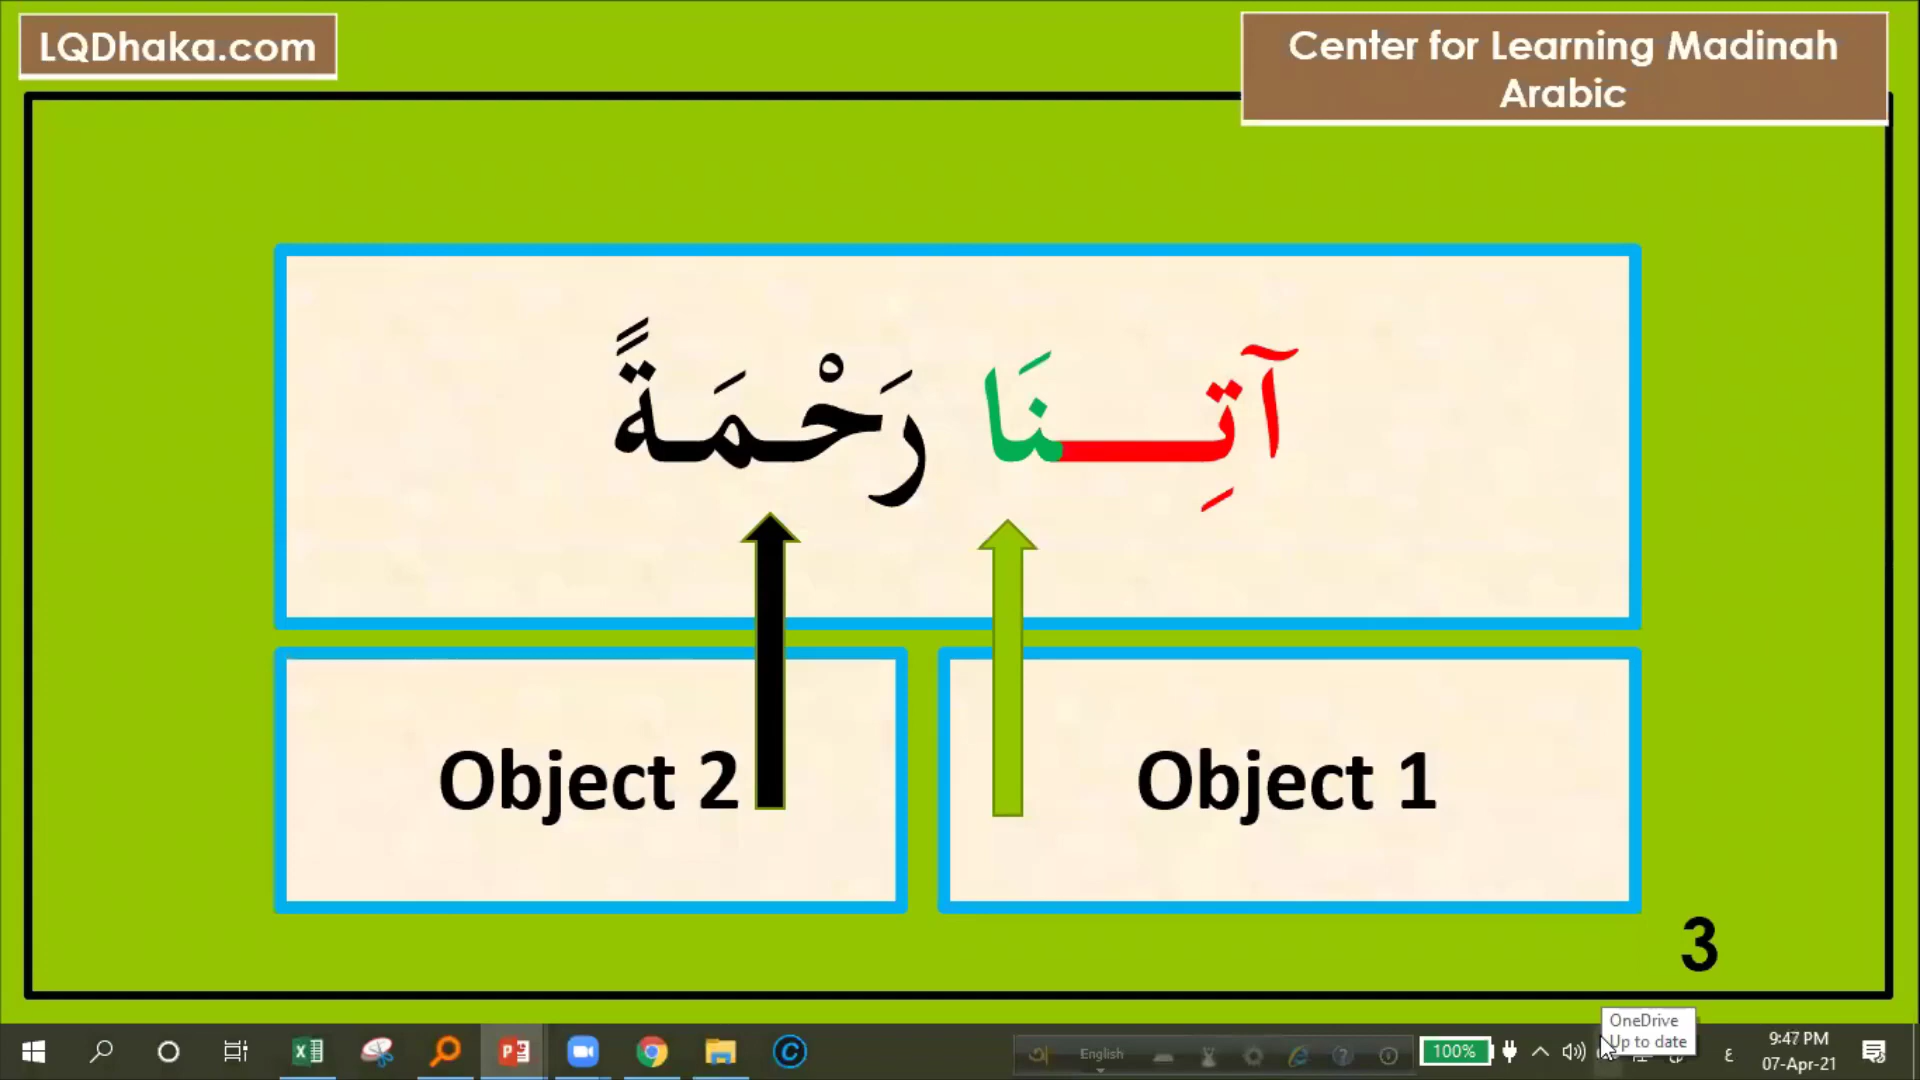 LQDhaka.com
Center for Learning Madinah
Arabic
آتِنَا رَحْمَةً
Object 2
Object 1
3
English
100%
OneDrive
Up to date
9:47 PM
07-Apr-21